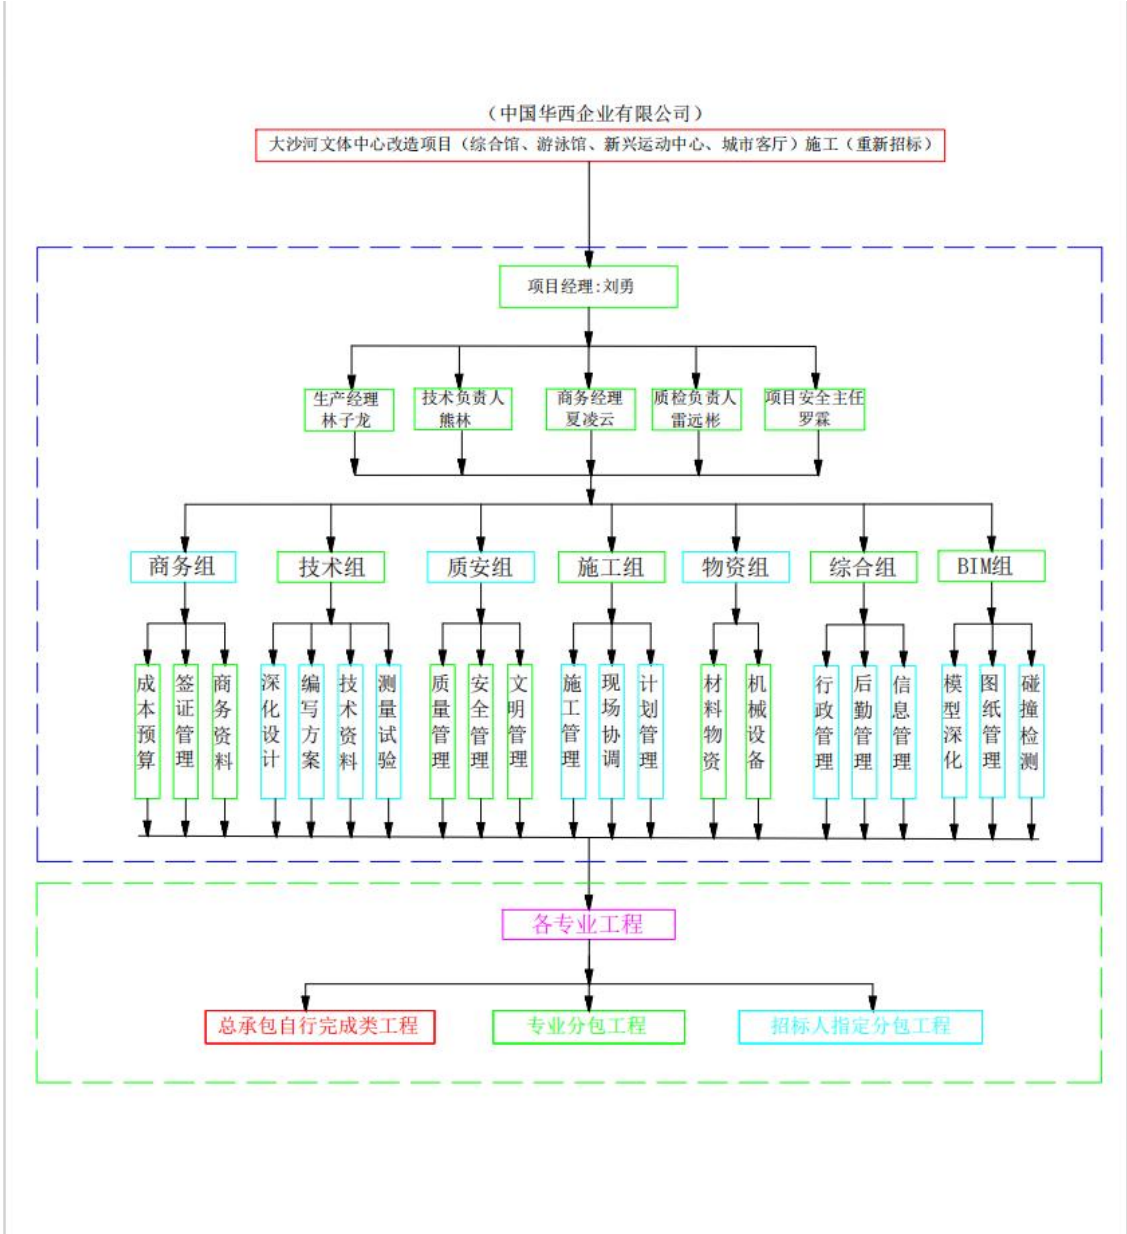 （中国华西企业有限公司）
大沙河文体中心改造项目（综合馆、游泳馆、新兴运动中心、城市客厅）施工（重新招标）
项目经理:刘勇
生产经理
林子龙
技术负责人
熊林
商务经理
夏凌云
质检负责人
雷远彬
项目安全主任
罗霖
商务组
技术组
质安组
施工组
物资组
综合组
BIM组
成本预算
签证管理
商务资料
深化设计
编写方案
技术资料
测量试验
质量管理
安全管理
文明管理
施工管理
现场协调
计划管理
材料物资
机械设备
行政管理
后勤管理
信息管理
模型深化
图纸管理
碰撞检测
各专业工程
总承包自行完成类工程
专业分包工程
招标人指定分包工程